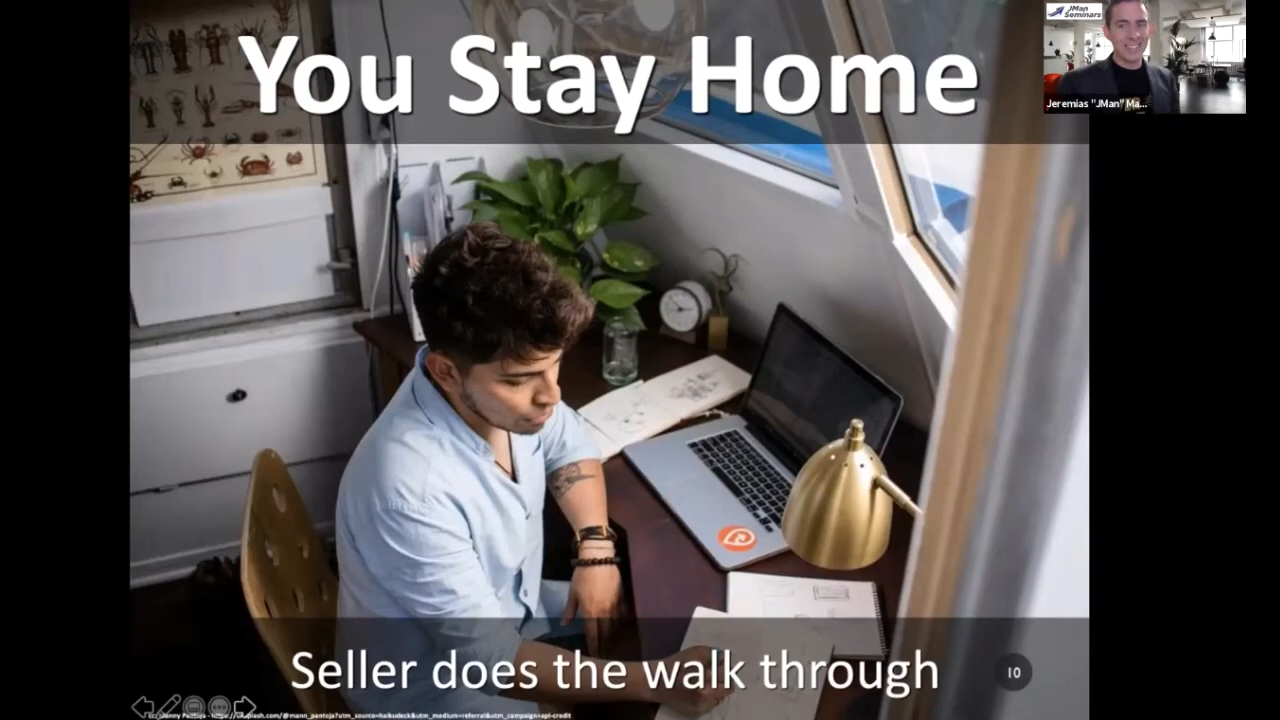 You Stay Home
JMan
Seminars
Jeremias "JMan" Ma...
Seller does the walk through
10